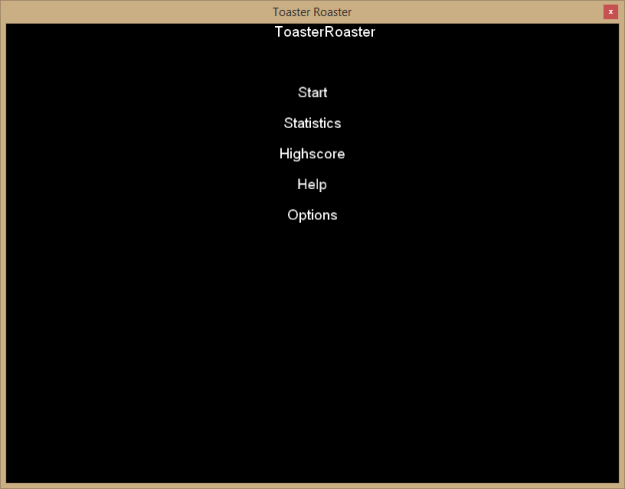 Toaster Roaster
x
ToasterRoaster
Start
Statistics
Highscore
Help
Options